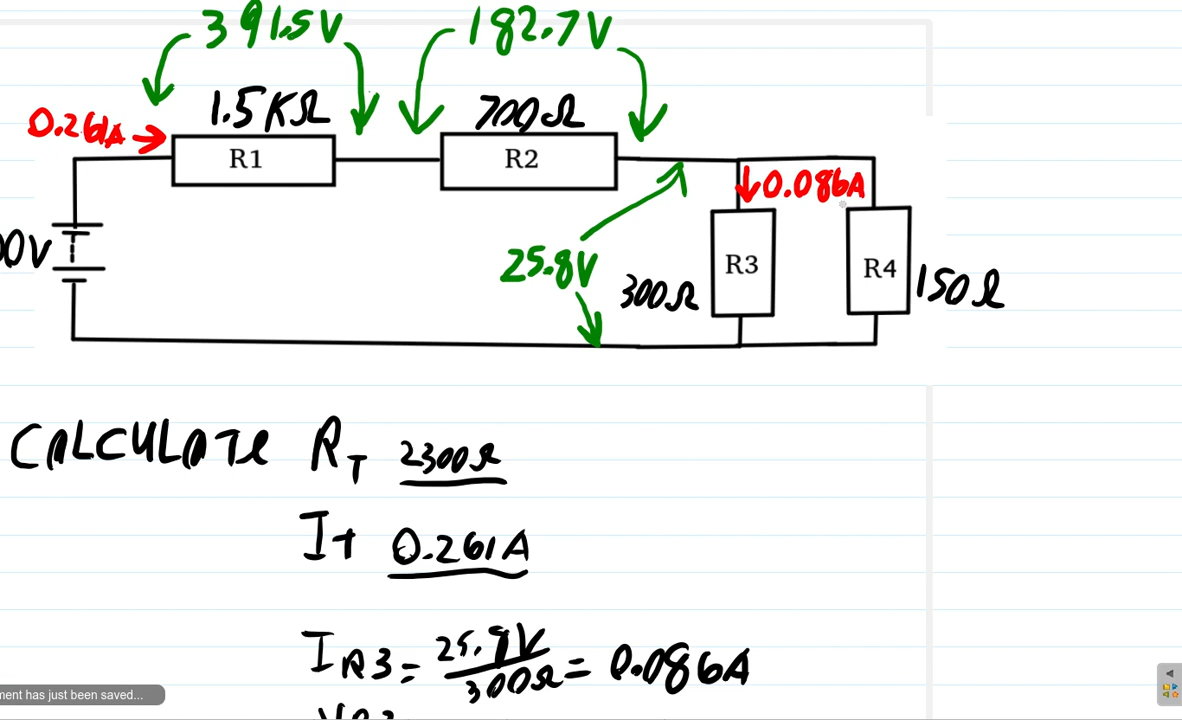 391.5V 182.7V
0.261A 1.5KΩ 700Ω
R1 R2
0.086A
0V 25.8V 300Ω R3 R4 150Ω
CALCULATE RT 2300Ω
IT 0.261A
IR3 = 25.8V / 300Ω = 0.086A
ment has just been saved...